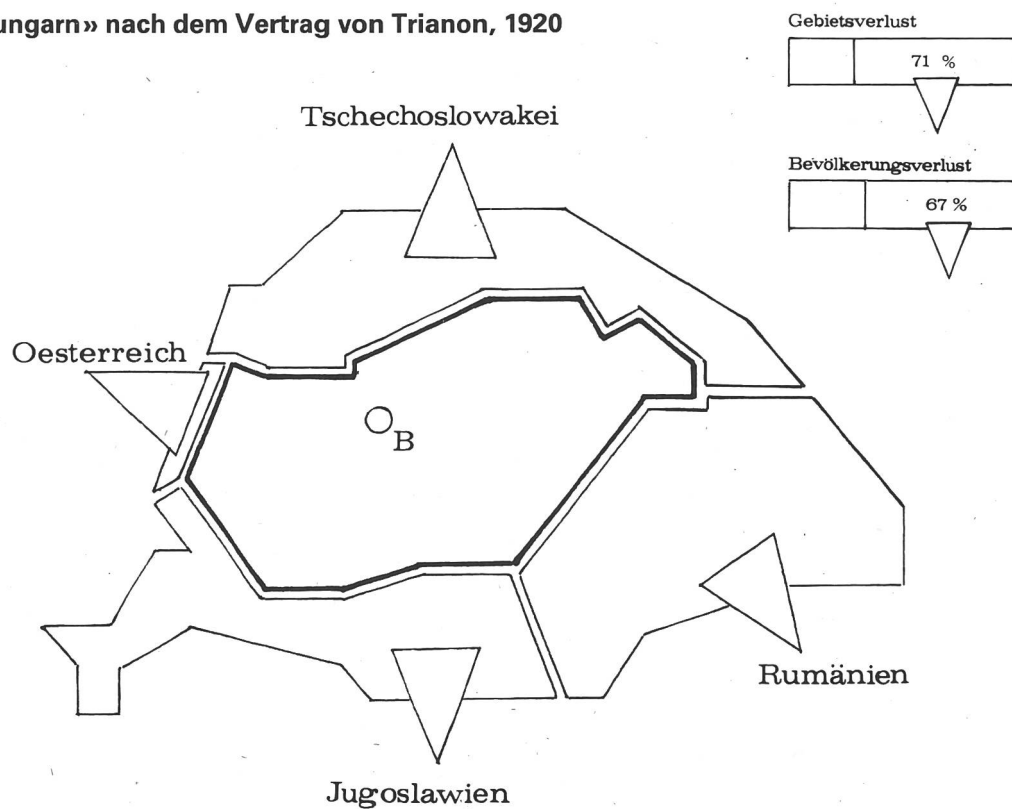 ungarn» nach dem Vertrag von Trianon, 1920
Gebietsverlust
71 %
Bevölkerungsverlust
67 %
Tschechoslowakei
Oesterreich
B
Rumänien
Jugoslawien